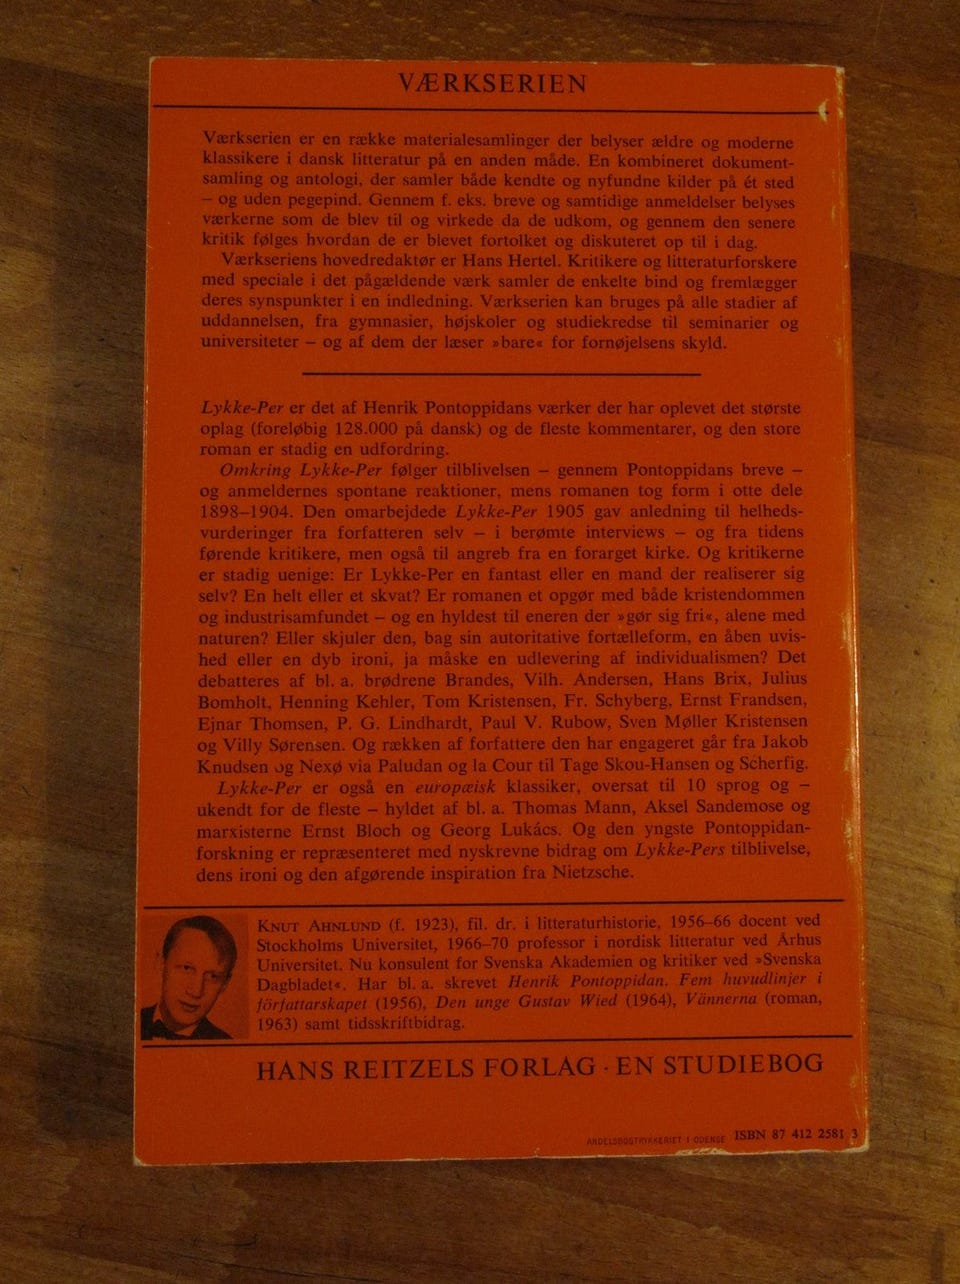 VÆRKSERIEN
Værkserien er en række materialesamlinger der belyser ældre og moderne
klassikere i dansk litteratur på en anden måde. En kombineret dokument-
samling og antologi, der samler både kendte og nyfundne kilder på ét sted
– og uden pegepind. Gennem f. eks. breve og samtidige anmeldelser belyses
værkerne som de blev til og virkede da de udkom, og gennem den senere
kritik følges hvordan de er blevet fortolket og diskuteret op til i dag.
Værkseriens hovedredaktør er Hans Hertel. Kritikere og litteraturforskere
med speciale i det pågældende værk samler de enkelte bind og fremlægger
deres synspunkter i en indledning. Værkserien kan bruges på alle stadier af
uddannelsen, fra gymnasier, højskoler og studiekredse til seminarier og
universiteter – og af dem der læser »bare« for fornøjelsens skyld.
Lykke-Per er det af Henrik Pontoppidans værker der har oplevet det største
oplag (foreløbig 128.000 på dansk) og de fleste kommentarer, og den store
roman er stadig en udfordring.
Omkring Lykke-Per følger tilblivelsen – gennem Pontoppidans breve –
og anmeldernes spontane reaktioner, mens romanen tog form i otte dele
1898–1904. Den omarbejdede Lykke-Per 1905 gav anledning til helheds-
vurderinger fra forfatteren selv – i berømte interviews – og fra tidens
førende kritikere, men også til angreb fra en forarget kirke. Og kritikerne
er stadig uenige: Er Lykke-Per en fantast eller en mand der realiserer sig
selv? En helt eller et skvat? Er romanen et opgør med både kristendommen
og industrisamfundet – og en hyldest til eneren der »gør sig fri«, alene med
naturen? Eller skjuler den, bag sin autoritative fortælleform, en åben uvis-
hed eller en dyb ironi, ja måske en udlevering af individualismen? Det
debatteres af bl. a. brødrene Brandes, Vilh. Andersen, Hans Brix, Julius
Bomholt, Henning Kehler, Tom Kristensen, Fr. Schyberg, Ernst Frandsen,
Ejnar Thomsen, P. G. Lindhardt, Paul V. Rubow, Sven Møller Kristensen
og Villy Sørensen. Og rækken af forfattere den har engageret går fra Jakob
Knudsen og Nexø via Paludan og la Cour til Tage Skou-Hansen og Scherfig.
Lykke-Per er også en europæisk klassiker, oversat til 10 sprog og –
ukendt for de fleste – hyldet af bl. a. Thomas Mann, Aksel Sandemose og
marxisterne Ernst Bloch og Georg Lukács. Og den yngste Pontoppidan-
forskning er repræsenteret med nyskrevne bidrag om Lykke-Pers tilblivelse,
dens ironi og den afgørende inspiration fra Nietzsche.
KNUT AHNLUND (f. 1923), fil. dr. i litteraturhistorie, 1956–66 docent ved
Stockholms Universitet, 1966–70 professor i nordisk litteratur ved Århus
Universitet. Nu konsulent for Svenska Akademien og kritiker ved »Svenska
Dagbladet«. Har bl. a. skrevet Henrik Pontoppidan. Fem huvudlinjer i
författarskapet (1956), Den unge Gustav Wied (1964), Vännerna (roman,
1963) samt tidsskriftbidrag.
HANS REITZELS FORLAG · EN STUDIEBOG
ANDELSBOGTRYKKERIET I ODENSE ISBN 87 412 2581 3